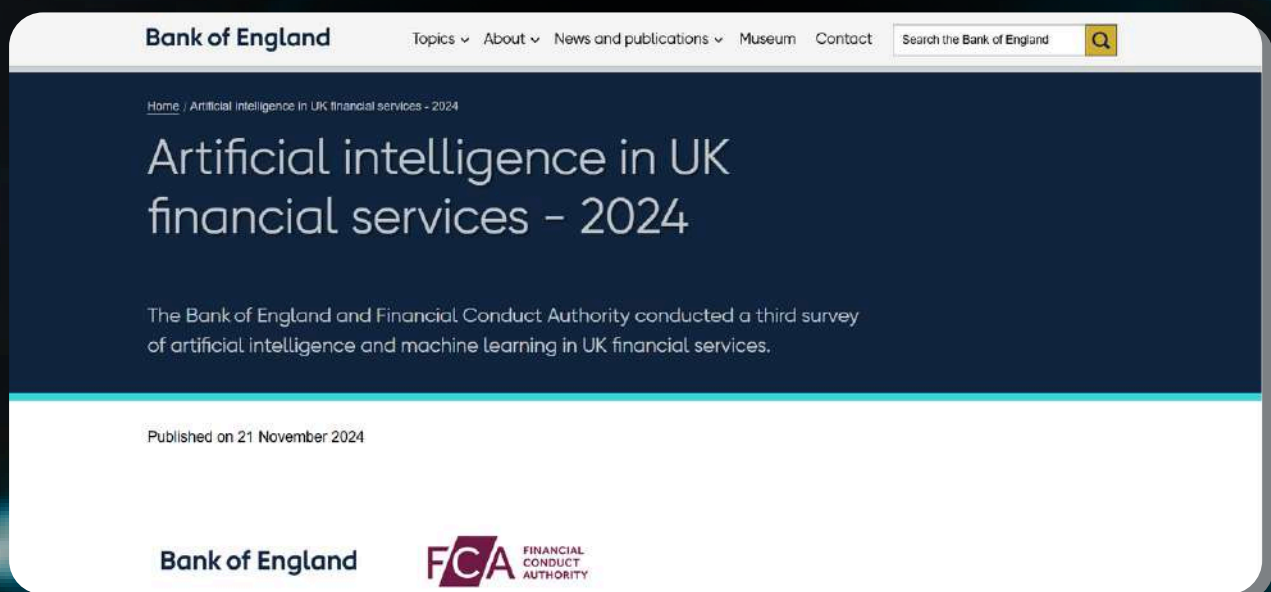 Bank of England
Topics About News and publications Museum Contact Search the Bank of England
Home / Artificial intelligence in UK financial services - 2024
Artificial intelligence in UK
financial services – 2024
The Bank of England and Financial Conduct Authority conducted a third survey
of artificial intelligence and machine learning in UK financial services.
Published on 21 November 2024
Bank of England
FCA FINANCIAL
CONDUCT
AUTHORITY